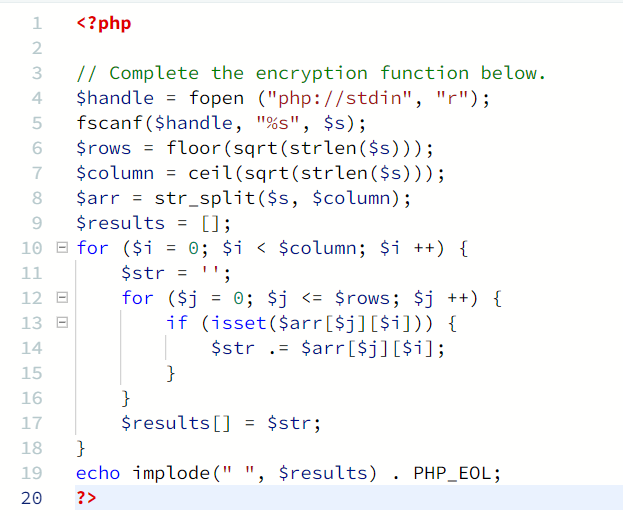 1 <?php
2
3 // Complete the encryption function below.
4 $handle = fopen ("php://stdin", "r");
5 fscanf($handle, "%s", $s);
6 $rows = floor(sqrt(strlen($s)));
7 $column = ceil(sqrt(strlen($s)));
8 $arr = str_split($s, $column);
9 $results = [];
10 for ($i = 0; $i < $column; $i ++) {
11     $str = '';
12     for ($j = 0; $j <= $rows; $j ++) {
13         if (isset($arr[$j][$i])) {
14             $str .= $arr[$j][$i];
15         }
16     }
17     $results[] = $str;
18 }
19 echo implode(" ", $results) . PHP_EOL;
20 ?>